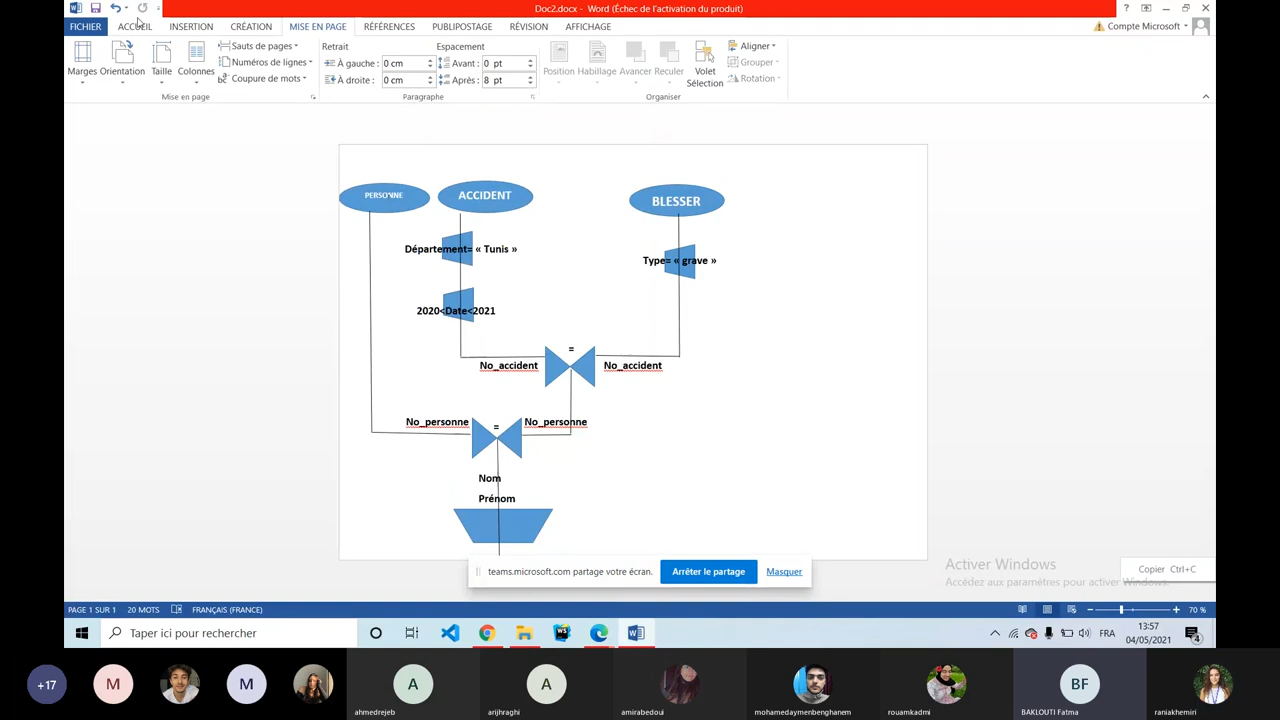 Doc2.docx - Word (Échec de l'activation du produit)
FICHIER ACCUEIL INSERTION CRÉATION MISE EN PAGE RÉFÉRENCES PUBLIPOSTAGE RÉVISION AFFICHAGE Compte Microsoft
Marges Orientation Taille Colonnes
Sauts de pages
Numéros de lignes
Coupure de mots
Mise en page
Retrait Espacement
À gauche : 0 cm Avant : 0 pt
À droite : 0 cm Après : 8 pt
Paragraphe
Position Habillage Avancer Reculer Volet Sélection
Aligner
Grouper
Rotation
Organiser
PERSONNE ACCIDENT BLESSER
Département= « Tunis »
Type= « grave »
2020<Date<2021
=
No_accident No_accident
No_personne = No_personne
Nom
Prénom
teams.microsoft.com partage votre écran. Arrêter le partage Masquer
Activer Windows
Accédez aux paramètres pour activer Windows.
Copier Ctrl+C
PAGE 1 SUR 1 20 MOTS FRANÇAIS (FRANCE) 70 %
Taper ici pour rechercher
FRA
13:57
04/05/2021
4
+17 M M A A BF
ahmedrejeb arijhraghi amirabedoui mohamedaymenbenghanem rouamkadmi BAKLOUTI Fatma raniakhemiri